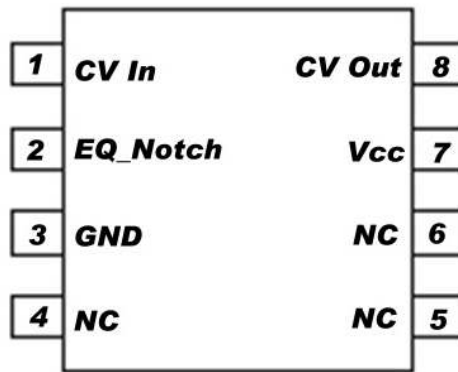 1 CV In CV Out 8
2 EQ_Notch Vcc 7
3 GND NC 6
4 NC NC 5